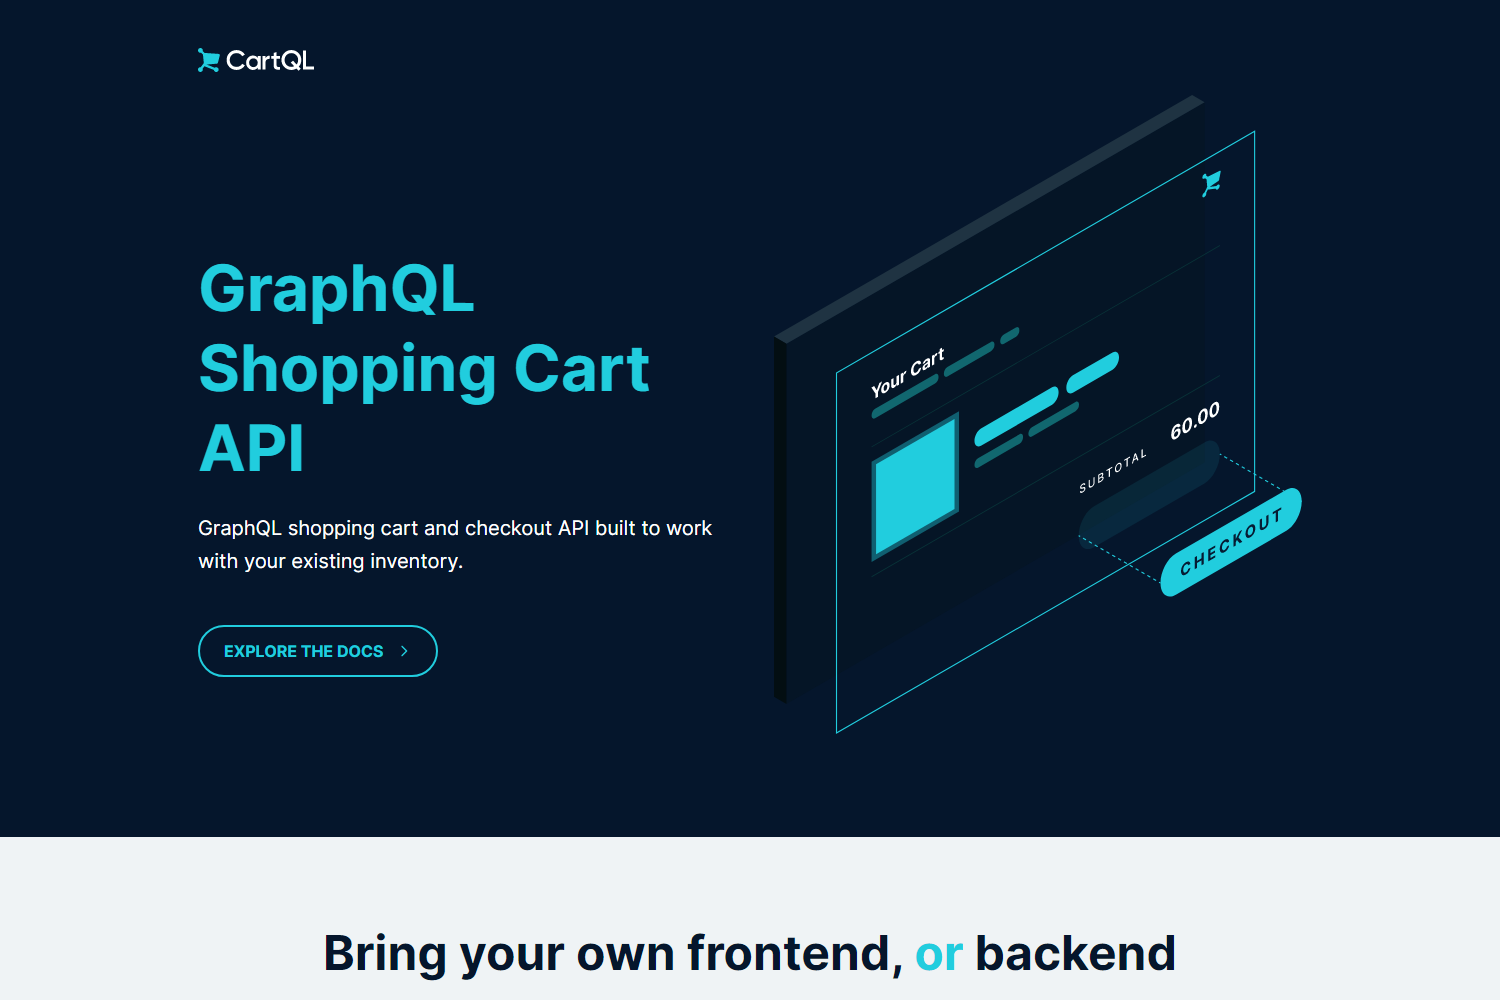 CartQL
GraphQL
Shopping Cart
API
GraphQL shopping cart and checkout API built to work
with your existing inventory.
EXPLORE THE DOCS
Your Cart
60.00
SUBTOTAL
CHECKOUT
Bring your own frontend, or backend